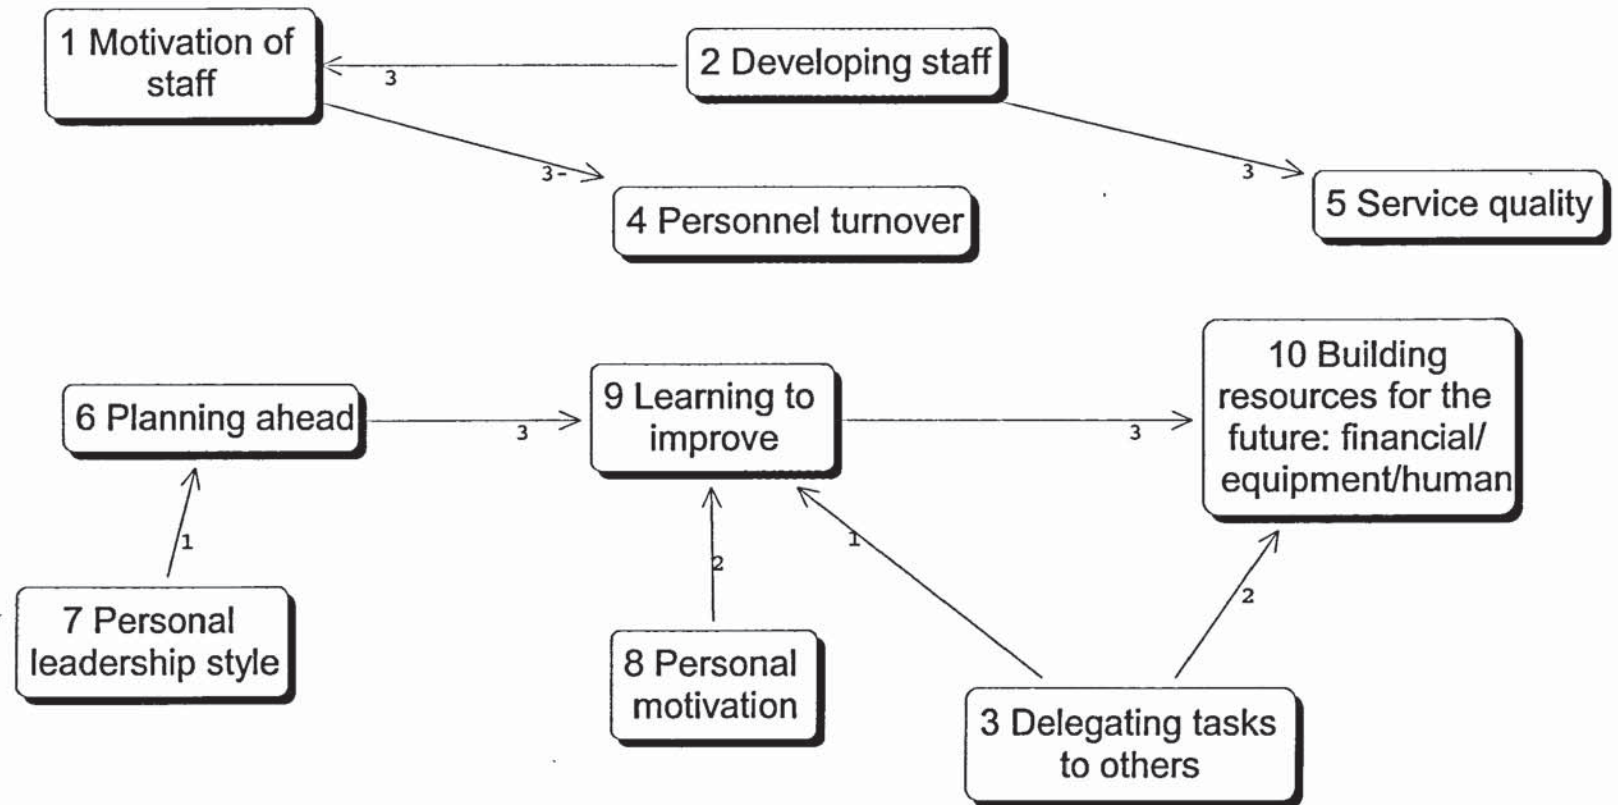 1 Motivation of
staff
2 Developing staff
3
3-
3
4 Personnel turnover
5 Service quality
6 Planning ahead
3
9 Learning to
improve
3
10 Building
resources for the
future: financial/
equipment/human
1
2
1
2
7 Personal
leadership style
8 Personal
motivation
3 Delegating tasks
to others